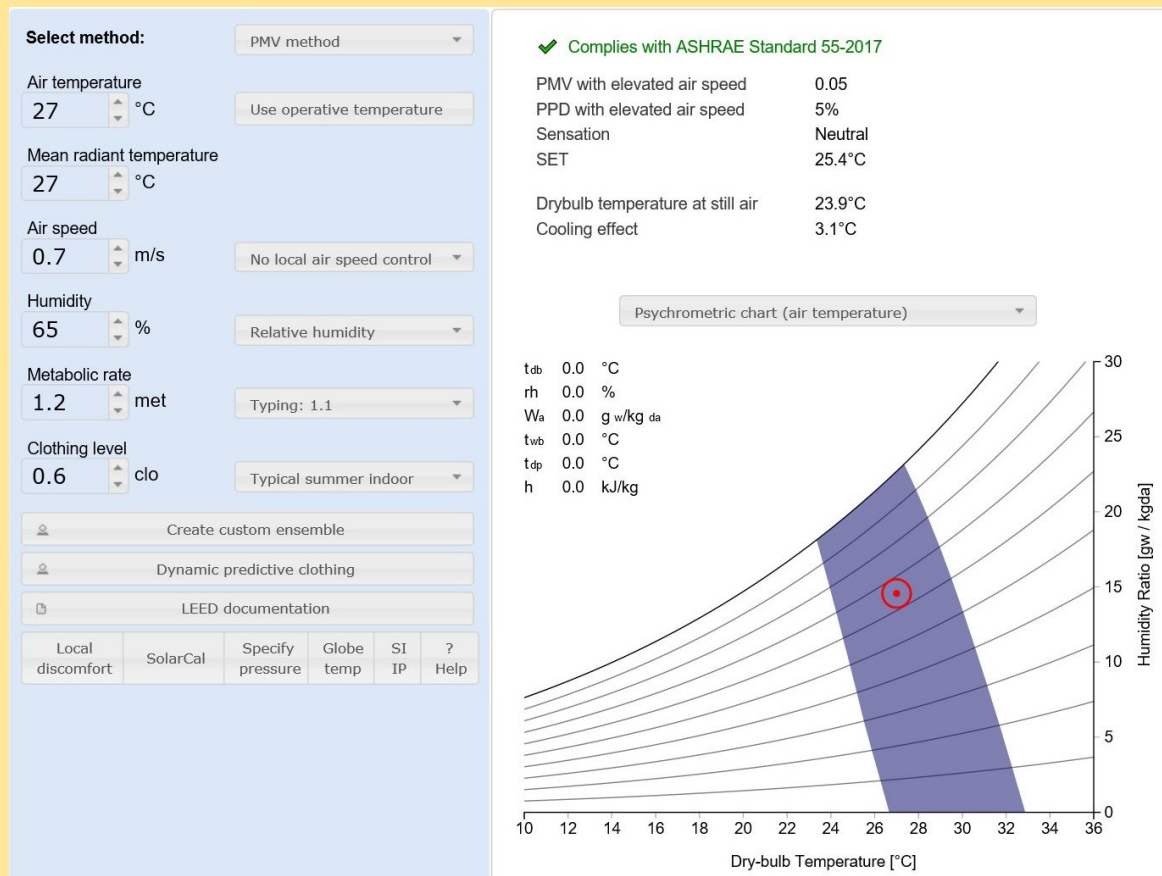 Select method:
PMV method
Air temperature
27 °C
Use operative temperature
Mean radiant temperature
27 °C
Air speed
0.7 m/s
No local air speed control
Humidity
65 %
Relative humidity
Metabolic rate
1.2 met
Typing: 1.1
Clothing level
0.6 clo
Typical summer indoor
Create custom ensemble
Dynamic predictive clothing
LEED documentation
Local discomfort
SolarCal
Specify pressure
Globe temp
SI IP
? Help
Complies with ASHRAE Standard 55-2017
PMV with elevated air speed 0.05
PPD with elevated air speed 5%
Sensation Neutral
SET 25.4°C
Drybulb temperature at still air 23.9°C
Cooling effect 3.1°C
Psychrometric chart (air temperature)
tdb 0.0 °C
rh 0.0 %
Wa 0.0 g w/kg da
twb 0.0 °C
tdp 0.0 °C
h 0.0 kJ/kg
30
25
20
15
10
5
0
Humidity Ratio [gw / kgda]
10 12 14 16 18 20 22 24 26 28 30 32 34 36
Dry-bulb Temperature [°C]